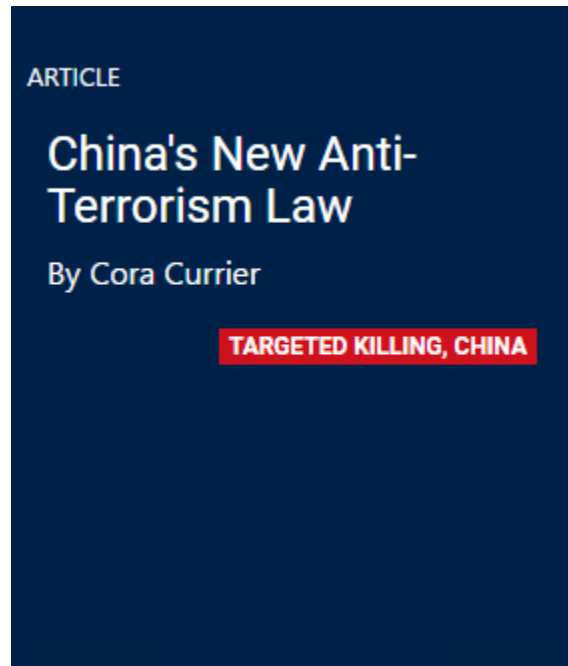 ARTICLE
China's New Anti-
Terrorism Law
By Cora Currier
TARGETED KILLING, CHINA